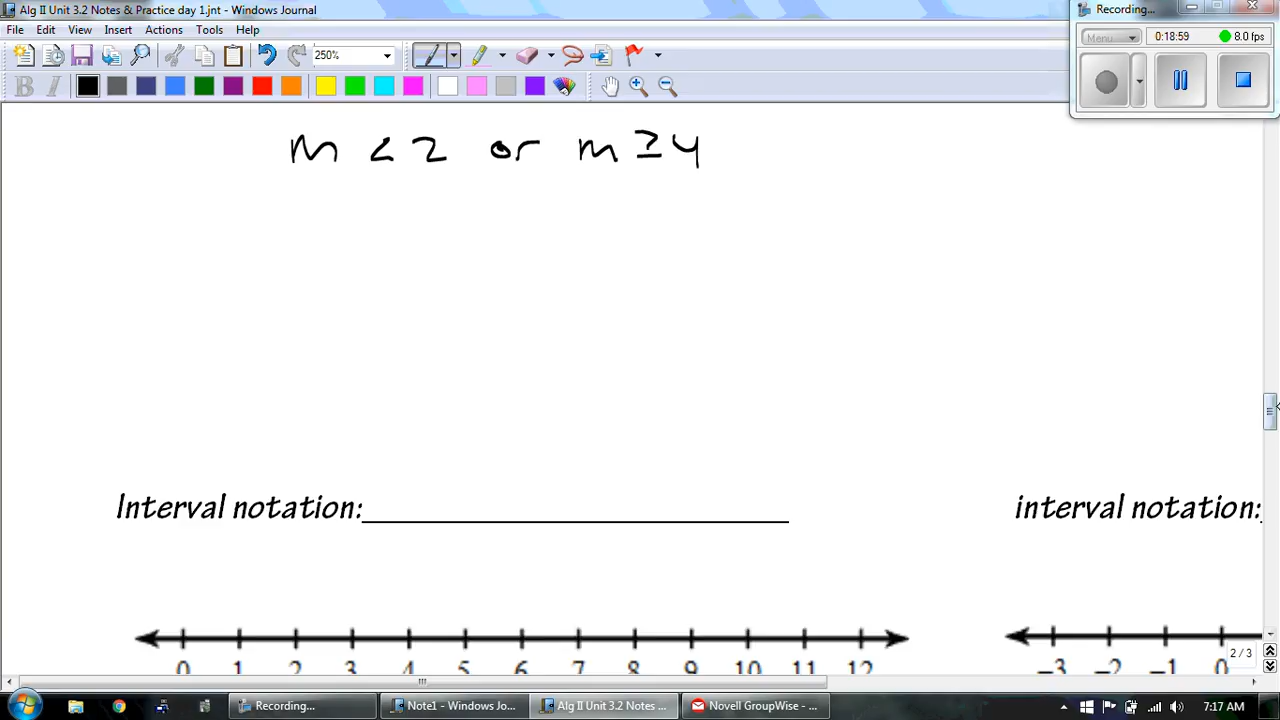 Alg II Unit 3.2 Notes & Practice day 1.jnt - Windows Journal
Recording...
File Edit View Insert Actions Tools Help
Menu 0:18:59 8.0 fps
250%
B I
m < 2 or m ≥ 4
Interval notation:
interval notation:
0 1 2 3 4 5 6 7 8 9 10 11 12
-3 -2 -1 0
2 / 3
Recording... Note1 - Windows Jo... Alg II Unit 3.2 Notes ... Novell GroupWise - ... 7:17 AM